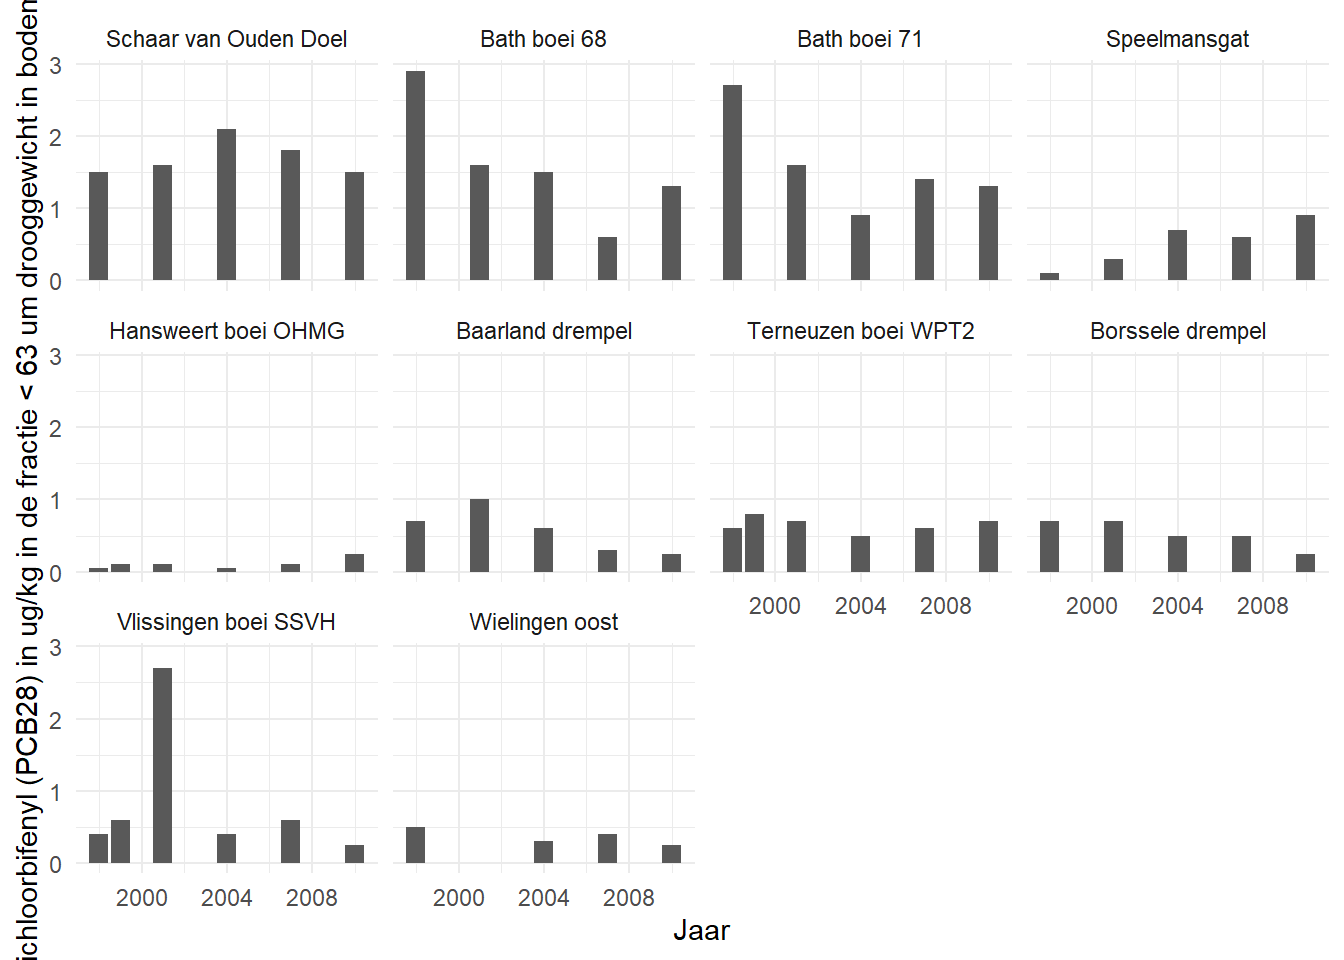 Schaar van Ouden Doel
Bath boei 68
Bath boei 71
Speelmansgat
3
2
1
0
Hansweert boei OHMG
Baarland drempel
Terneuzen boei WPT2
Borssele drempel
3
2
1
0
2000 2004 2008
2000 2004 2008
Vlissingen boei SSVH
Wielingen oost
3
2
1
0
2000 2004 2008
2000 2004 2008
Jaar
ichloorbifenyl (PCB28) in ug/kg in de fractie < 63 um drooggewicht in bodem